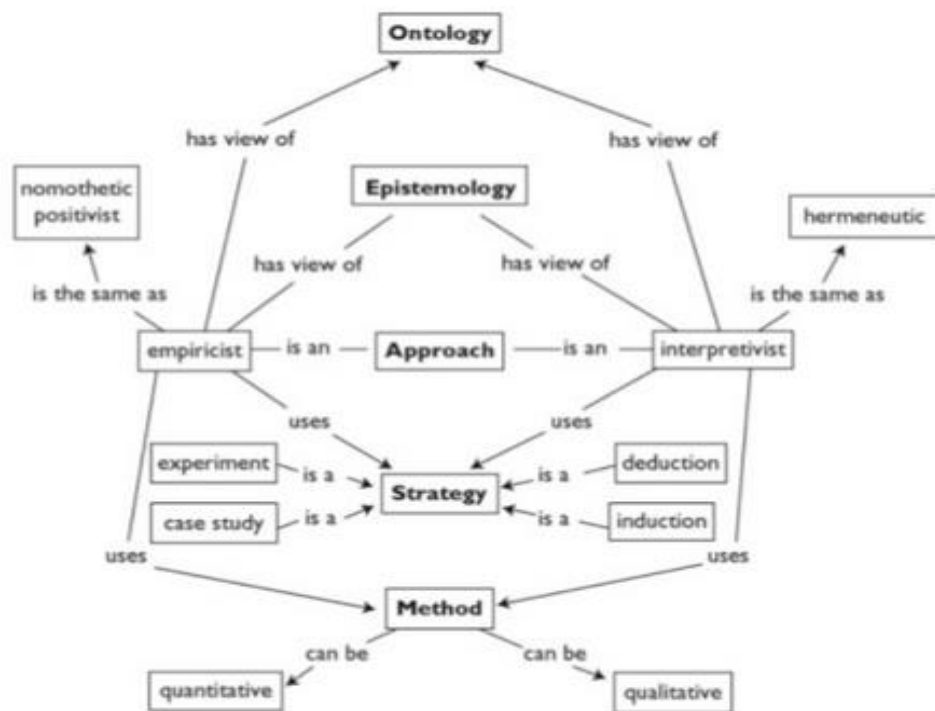 Ontology
has view of
has view of
nomothetic
positivist
Epistemology
hermeneutic
has view of
has view of
is the same as
is the same as
empiricist
is an
Approach
is an
interpretivist
uses
uses
experiment
is a
is a
deduction
Strategy
case study
is a
is a
induction
uses
uses
Method
can be
can be
quantitative
qualitative